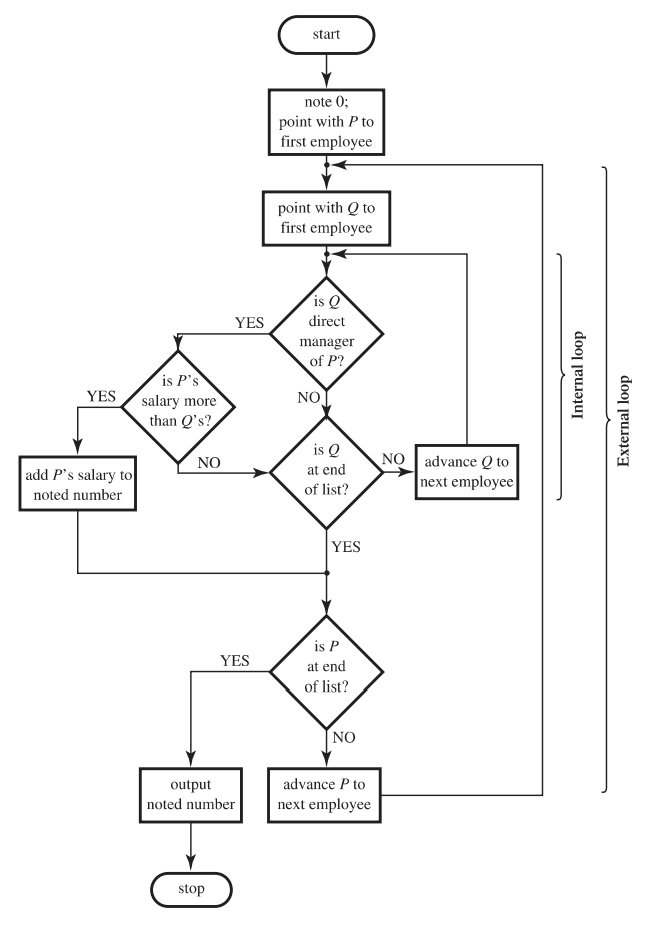 start
note 0;
point with P to
first employee
point with Q to
first employee
is Q
direct
manager
of P?
YES
NO
is P's
salary more
than Q's?
YES
NO
add P's salary to
noted number
is Q
at end
of list?
NO
YES
advance Q to
next employee
Internal loop
External loop
is P
at end
of list?
YES
NO
output
noted number
advance P to
next employee
stop